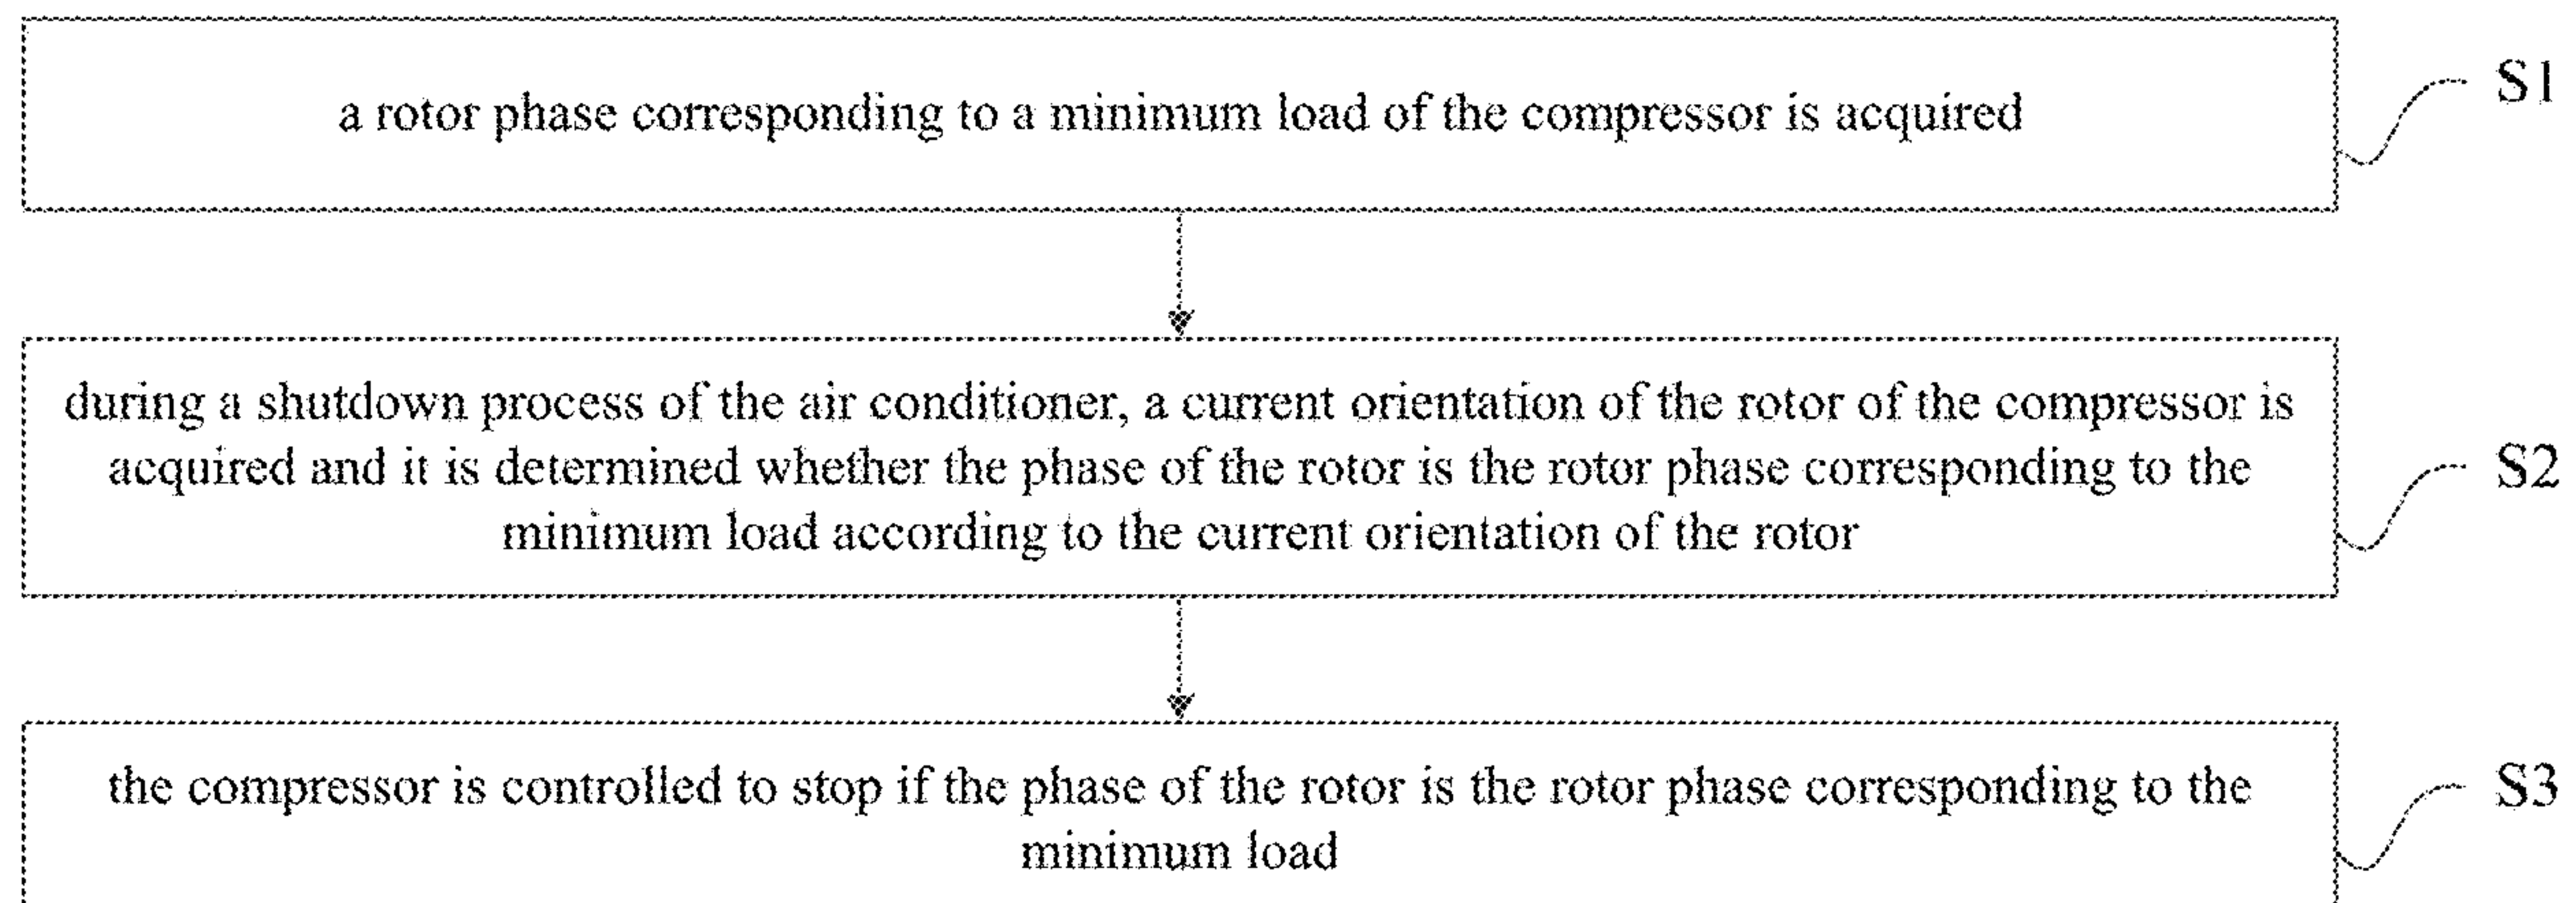 a rotor phase corresponding to a minimum load of the compressor is acquired
S1
during a shutdown process of the air conditioner, a current orientation of the rotor of the compressor is
acquired and it is determined whether the phase of the rotor is the rotor phase corresponding to the
minimum load according to the current orientation of the rotor
S2
the compressor is controlled to stop if the phase of the rotor is the rotor phase corresponding to the
minimum load
S3